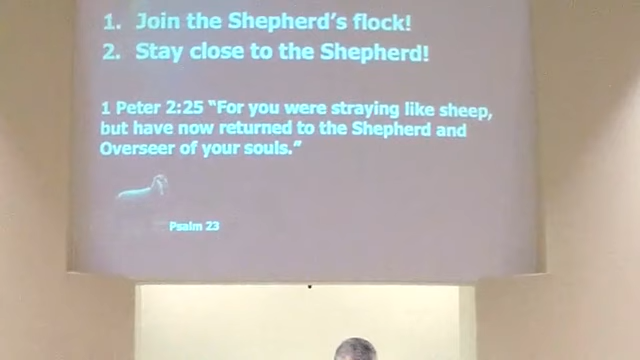 1. Join the Shepherd's flock!
2. Stay close to the Shepherd!
1 Peter 2:25 “For you were straying like sheep,
but have now returned to the Shepherd and
Overseer of your souls.”
Psalm 23